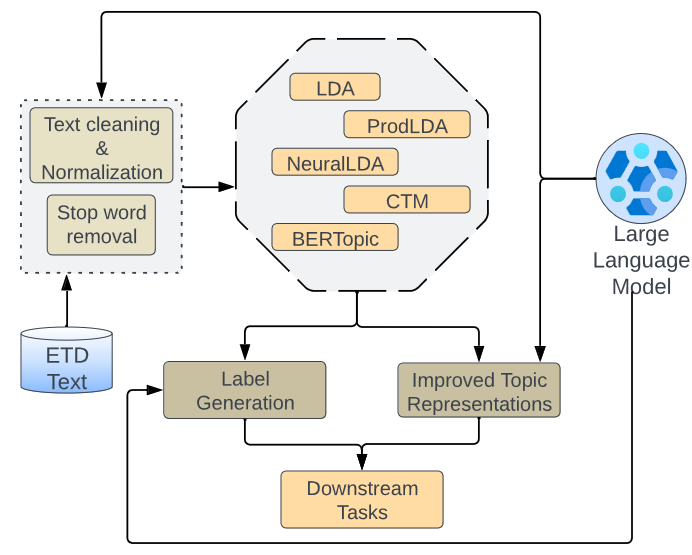 Text cleaning
&
Normalization
Stop word
removal
ETD
Text
LDA
ProdLDA
NeuralLDA
CTM
BERTopic
Large
Language
Model
Label
Generation
Improved Topic
Representations
Downstream
Tasks